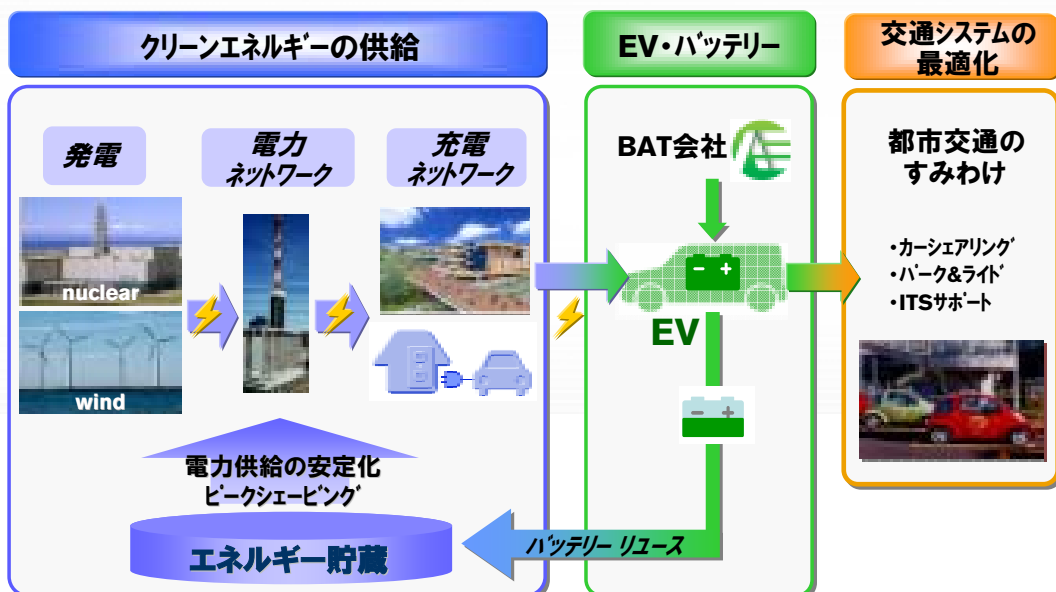 クリーンエネルギーの供給
EV・バッテリー
交通システムの
最適化
発電
電力
ネットワーク
充電
ネットワーク
nuclear
wind
電力供給の安定化
ピークシェービング
エネルギー貯蔵
BAT会社
EV
バッテリー リユース
都市交通の
すみわけ
・カーシェアリング
・パーク&ライド
・ITSサポート